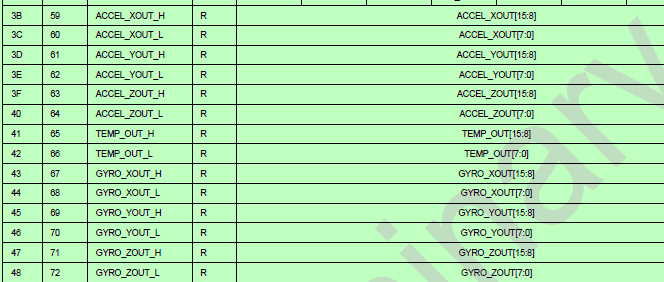 3B 59 ACCEL_XOUT_H R ACCEL_XOUT[15:8]
3C 60 ACCEL_XOUT_L R ACCEL_XOUT[7:0]
3D 61 ACCEL_YOUT_H R ACCEL_YOUT[15:8]
3E 62 ACCEL_YOUT_L R ACCEL_YOUT[7:0]
3F 63 ACCEL_ZOUT_H R ACCEL_ZOUT[15:8]
40 64 ACCEL_ZOUT_L R ACCEL_ZOUT[7:0]
41 65 TEMP_OUT_H R TEMP_OUT[15:8]
42 66 TEMP_OUT_L R TEMP_OUT[7:0]
43 67 GYRO_XOUT_H R GYRO_XOUT[15:8]
44 68 GYRO_XOUT_L R GYRO_XOUT[7:0]
45 69 GYRO_YOUT_H R GYRO_YOUT[15:8]
46 70 GYRO_YOUT_L R GYRO_YOUT[7:0]
47 71 GYRO_ZOUT_H R GYRO_ZOUT[15:8]
48 72 GYRO_ZOUT_L R GYRO_ZOUT[7:0]
inary